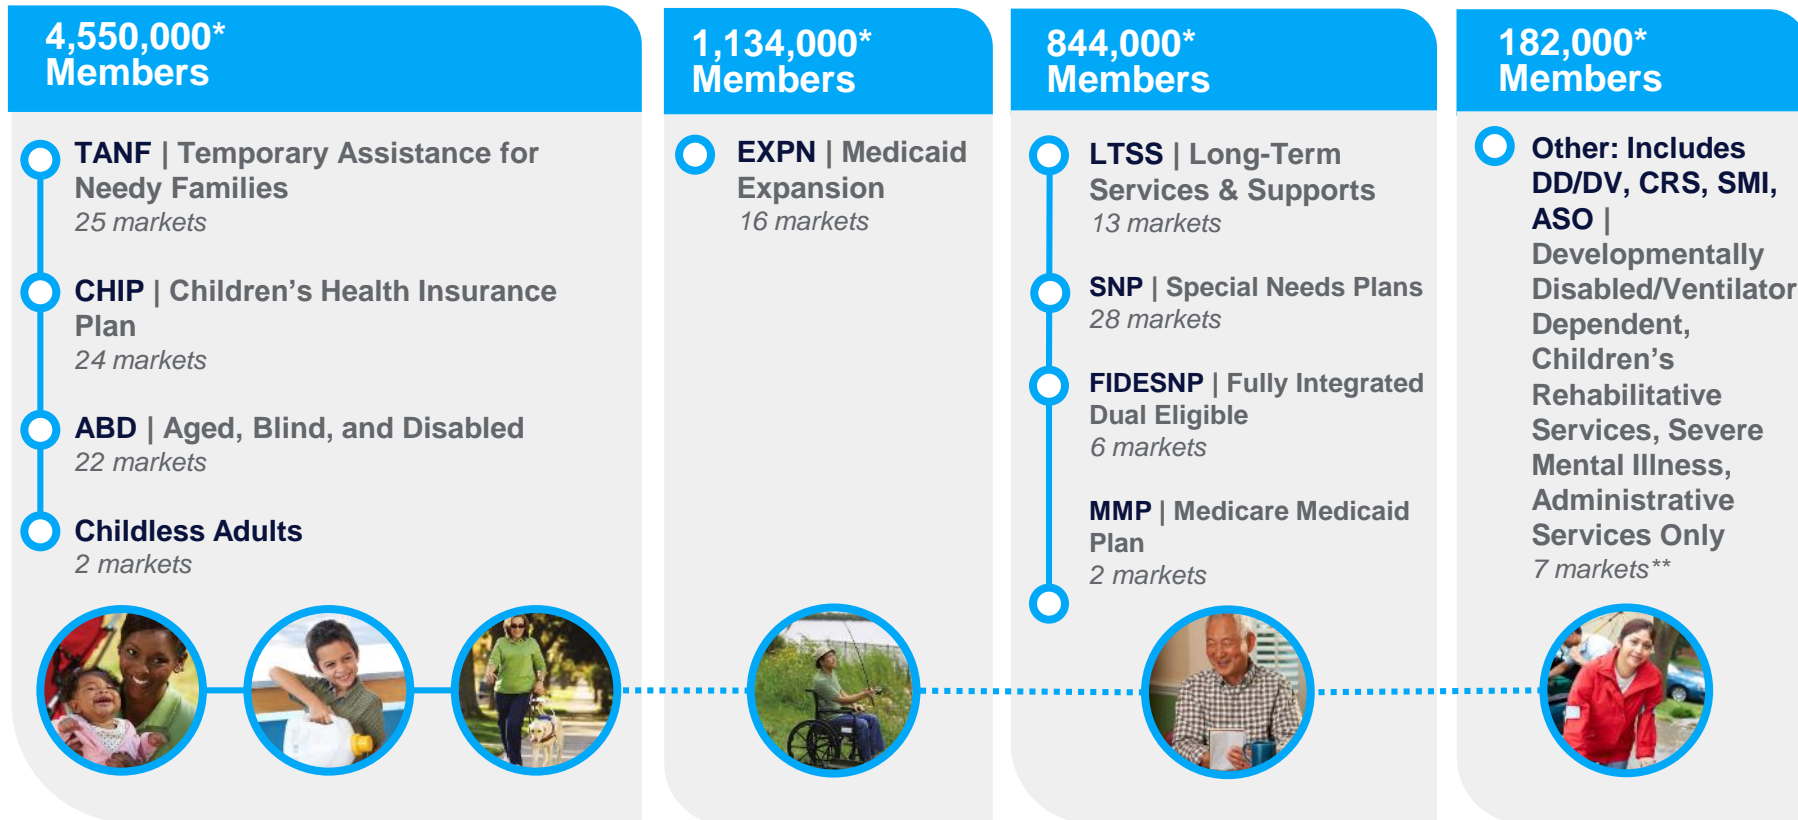 4,550,000*
Members
TANF | Temporary Assistance for
Needy Families
25 markets
CHIP | Children’s Health Insurance
Plan
24 markets
ABD | Aged, Blind, and Disabled
22 markets
Childless Adults
2 markets
1,134,000*
Members
EXPN | Medicaid
Expansion
16 markets
844,000*
Members
LTSS | Long-Term
Services & Supports
13 markets
SNP | Special Needs Plans
28 markets
FIDESNP | Fully Integrated
Dual Eligible
6 markets
MMP | Medicare Medicaid
Plan
2 markets
182,000*
Members
Other: Includes
DD/DV, CRS, SMI,
ASO |
Developmentally
Disabled/Ventilator
Dependent,
Children’s
Rehabilitative
Services, Severe
Mental Illness,
Administrative
Services Only
7 markets**